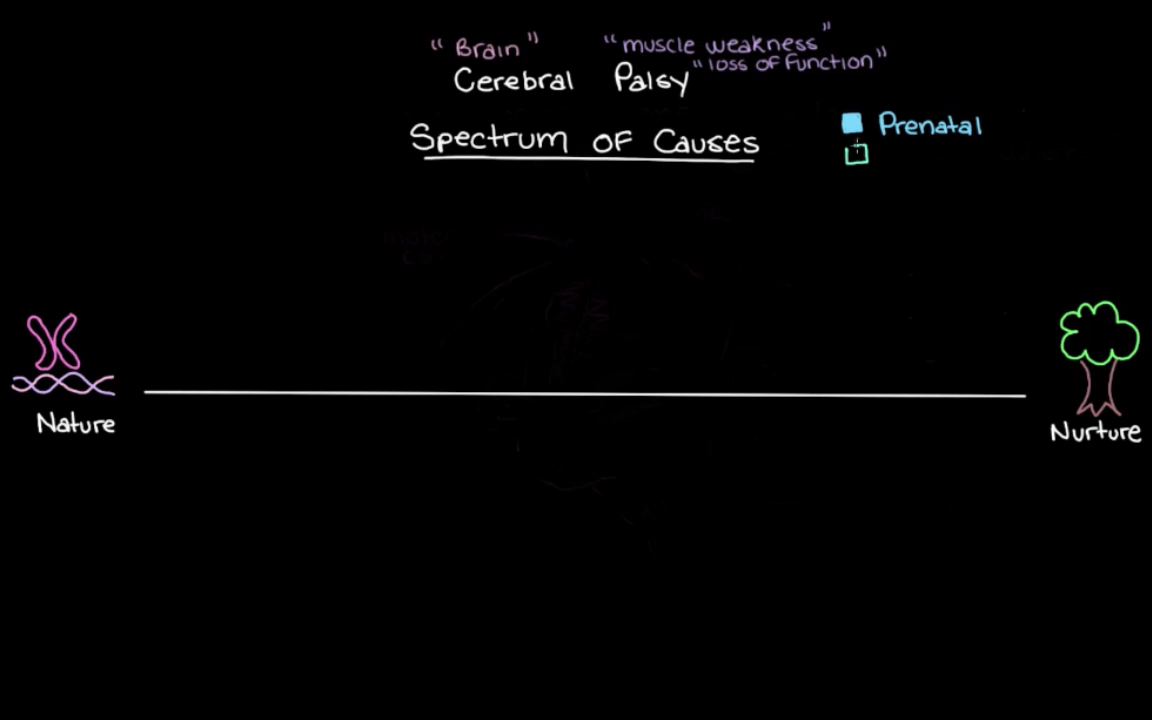 "Brain" "muscle weakness"
Cerebral Palsy "loss of function"
Spectrum of Causes
Prenatal
Nature
Nurture